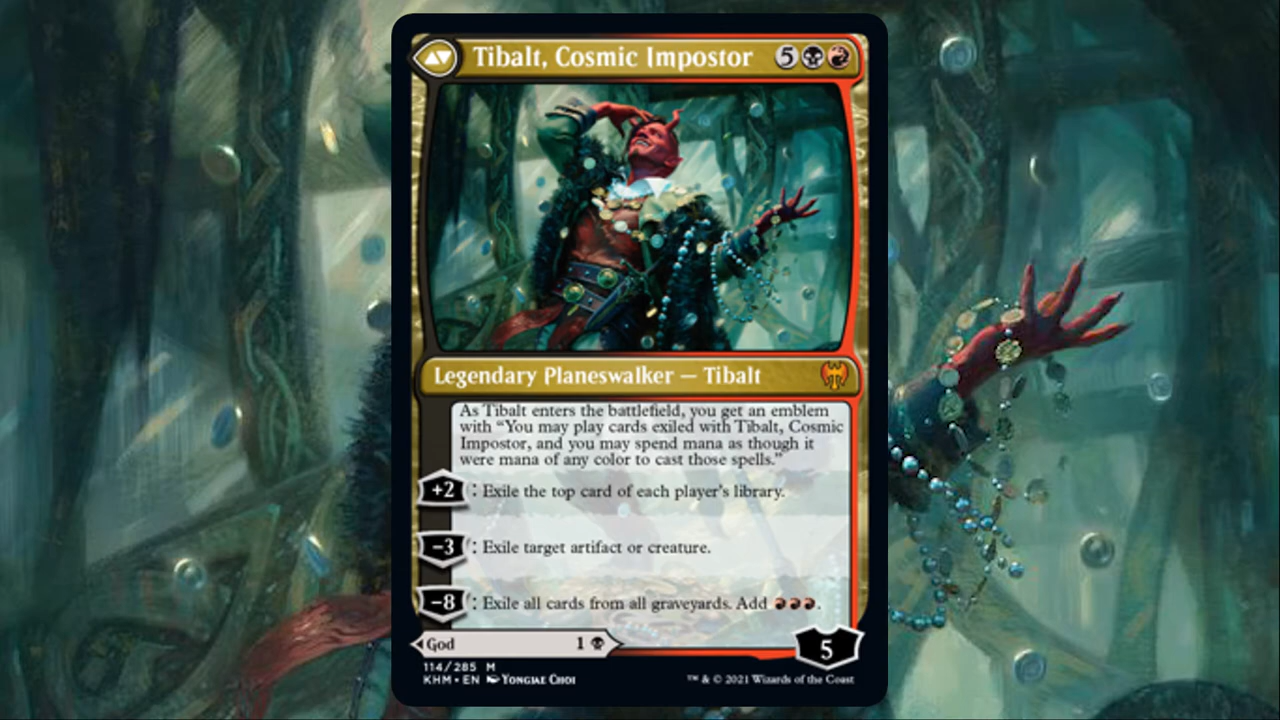 Tibalt, Cosmic Impostor 5
Legendary Planeswalker — Tibalt
As Tibalt enters the battlefield, you get an emblem
with “You may play cards exiled with Tibalt, Cosmic
Impostor, and you may spend mana as though it
were mana of any color to cast those spells.”
+2: Exile the top card of each player's library.
−3: Exile target artifact or creature.
−8: Exile all cards from all graveyards. Add .
God 1
5
114/285 M
KHM • EN Yongjae Choi
™ & © 2021 Wizards of the Coast